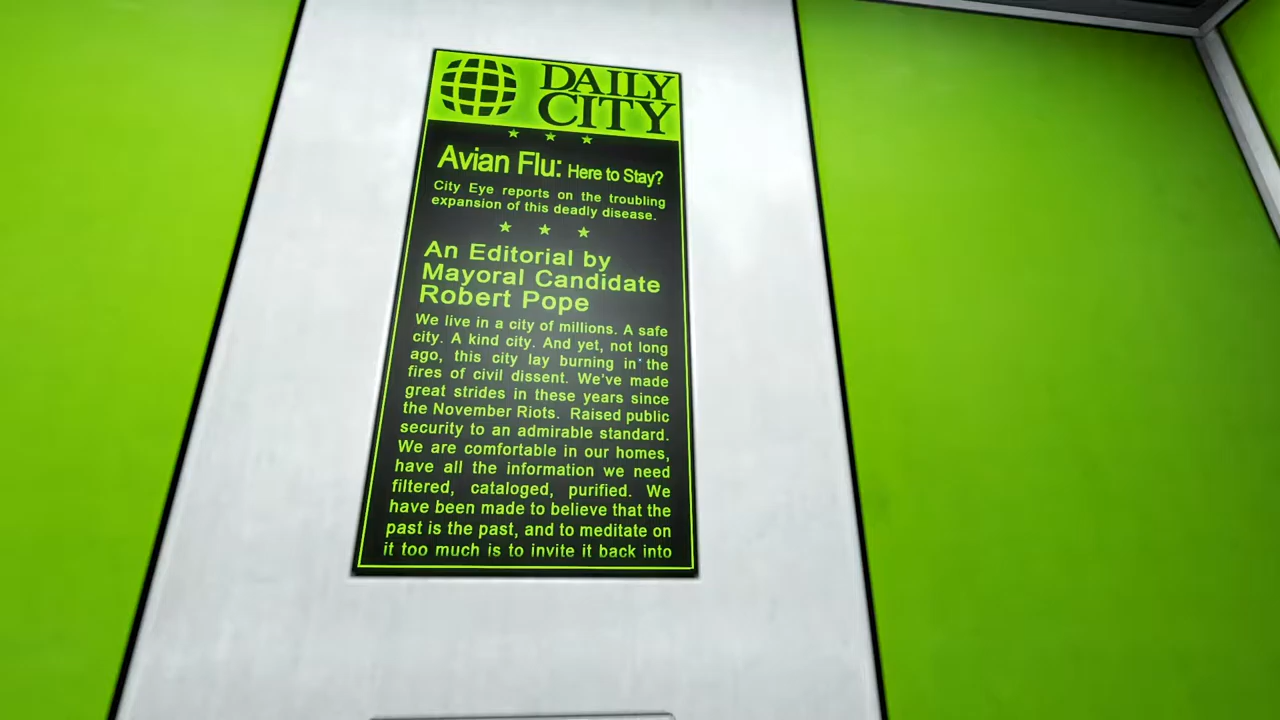 DAILY
CITY
Avian Flu: Here to Stay?
City Eye reports on the troubling
expansion of this deadly disease.
An Editorial by
Mayoral Candidate
Robert Pope
We live in a city of millions. A safe
city. A kind city. And yet, not long
ago, this city lay burning in the
fires of civil dissent. We've made
great strides in these years since
the November Riots. Raised public
security to an admirable standard.
We are comfortable in our homes,
have all the information we need
filtered, cataloged, purified. We
have been made to believe that the
past is the past, and to meditate on
it too much is to invite it back into